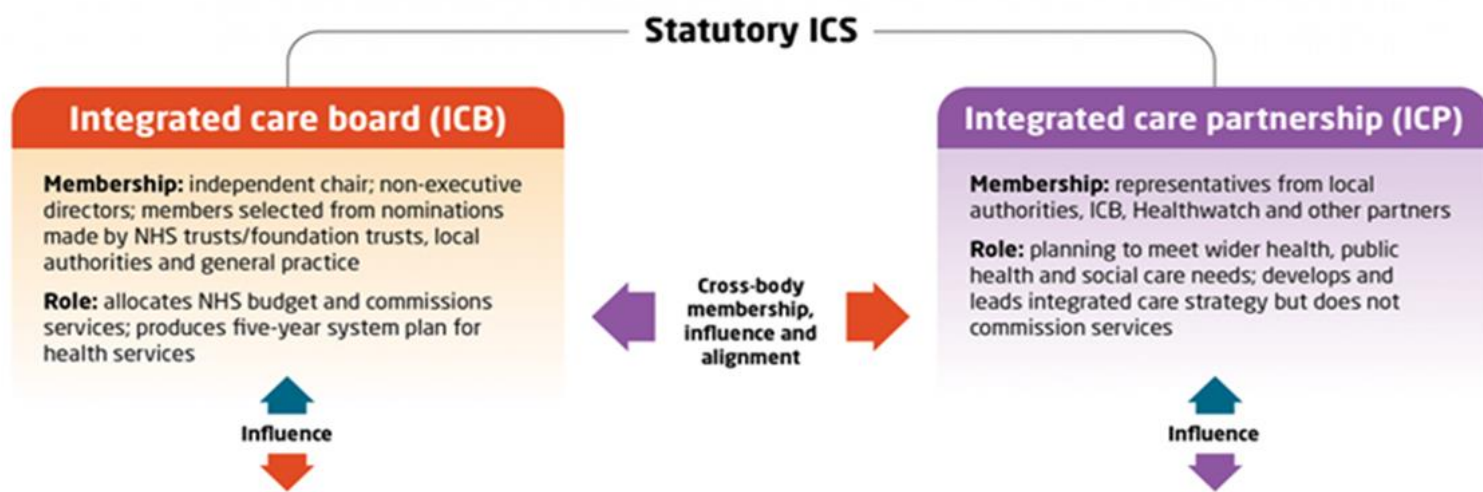 Statutory ICS
Integrated care board (ICB)
Membership: independent chair; non-executive
directors; members selected from nominations
made by NHS trusts/foundation trusts, local
authorities and general practice
Role: allocates NHS budget and commissions
services; produces five-year system plan for
health services
Influence
Cross-body
membership,
influence and
alignment
Integrated care partnership (ICP)
Membership: representatives from local
authorities, ICB, Healthwatch and other partners
Role: planning to meet wider health, public
health and social care needs; develops and
leads integrated care strategy but does not
commission services
Influence